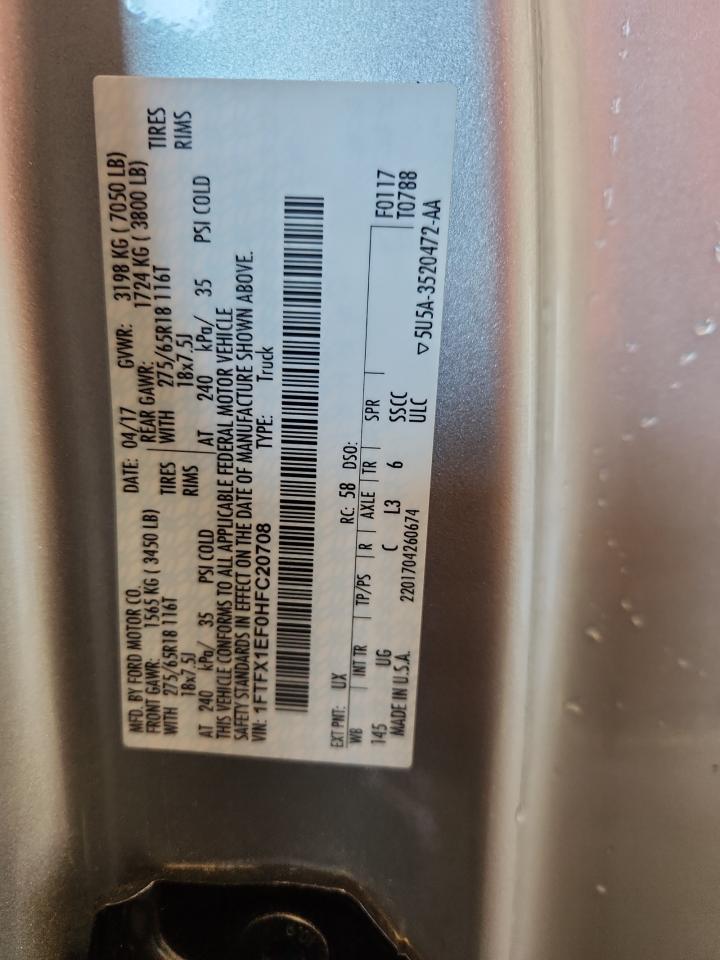 MFD. BY FORD MOTOR CO. DATE: 04/17 GVWR: 3198 KG ( 7050 LB)
FRONT GAWR: 1565 KG ( 3450 LB) REAR GAWR: 1724 KG ( 3800 LB)
WITH 275/65R18 116T TIRES WITH 275/65R18 116T TIRES
18x7.5J RIMS 18x7.5J RIMS
AT 240 kPa/ 35 PSI COLD AT 240 kPa/ 35 PSI COLD
THIS VEHICLE CONFORMS TO ALL APPLICABLE FEDERAL MOTOR VEHICLE
SAFETY STANDARDS IN EFFECT ON THE DATE OF MANUFACTURE SHOWN ABOVE.
VIN: 1FTFX1EF0HFC20708 TYPE: Truck
EXT PNT: UX RC: 58 DSO: F0117
WB INT TR TP/PS R AXLE TR SPR T0788
145 UG C L3 6 SSCC
MADE IN U.S.A. 2201704260674 ULC ▽5U5A-3520472-AA